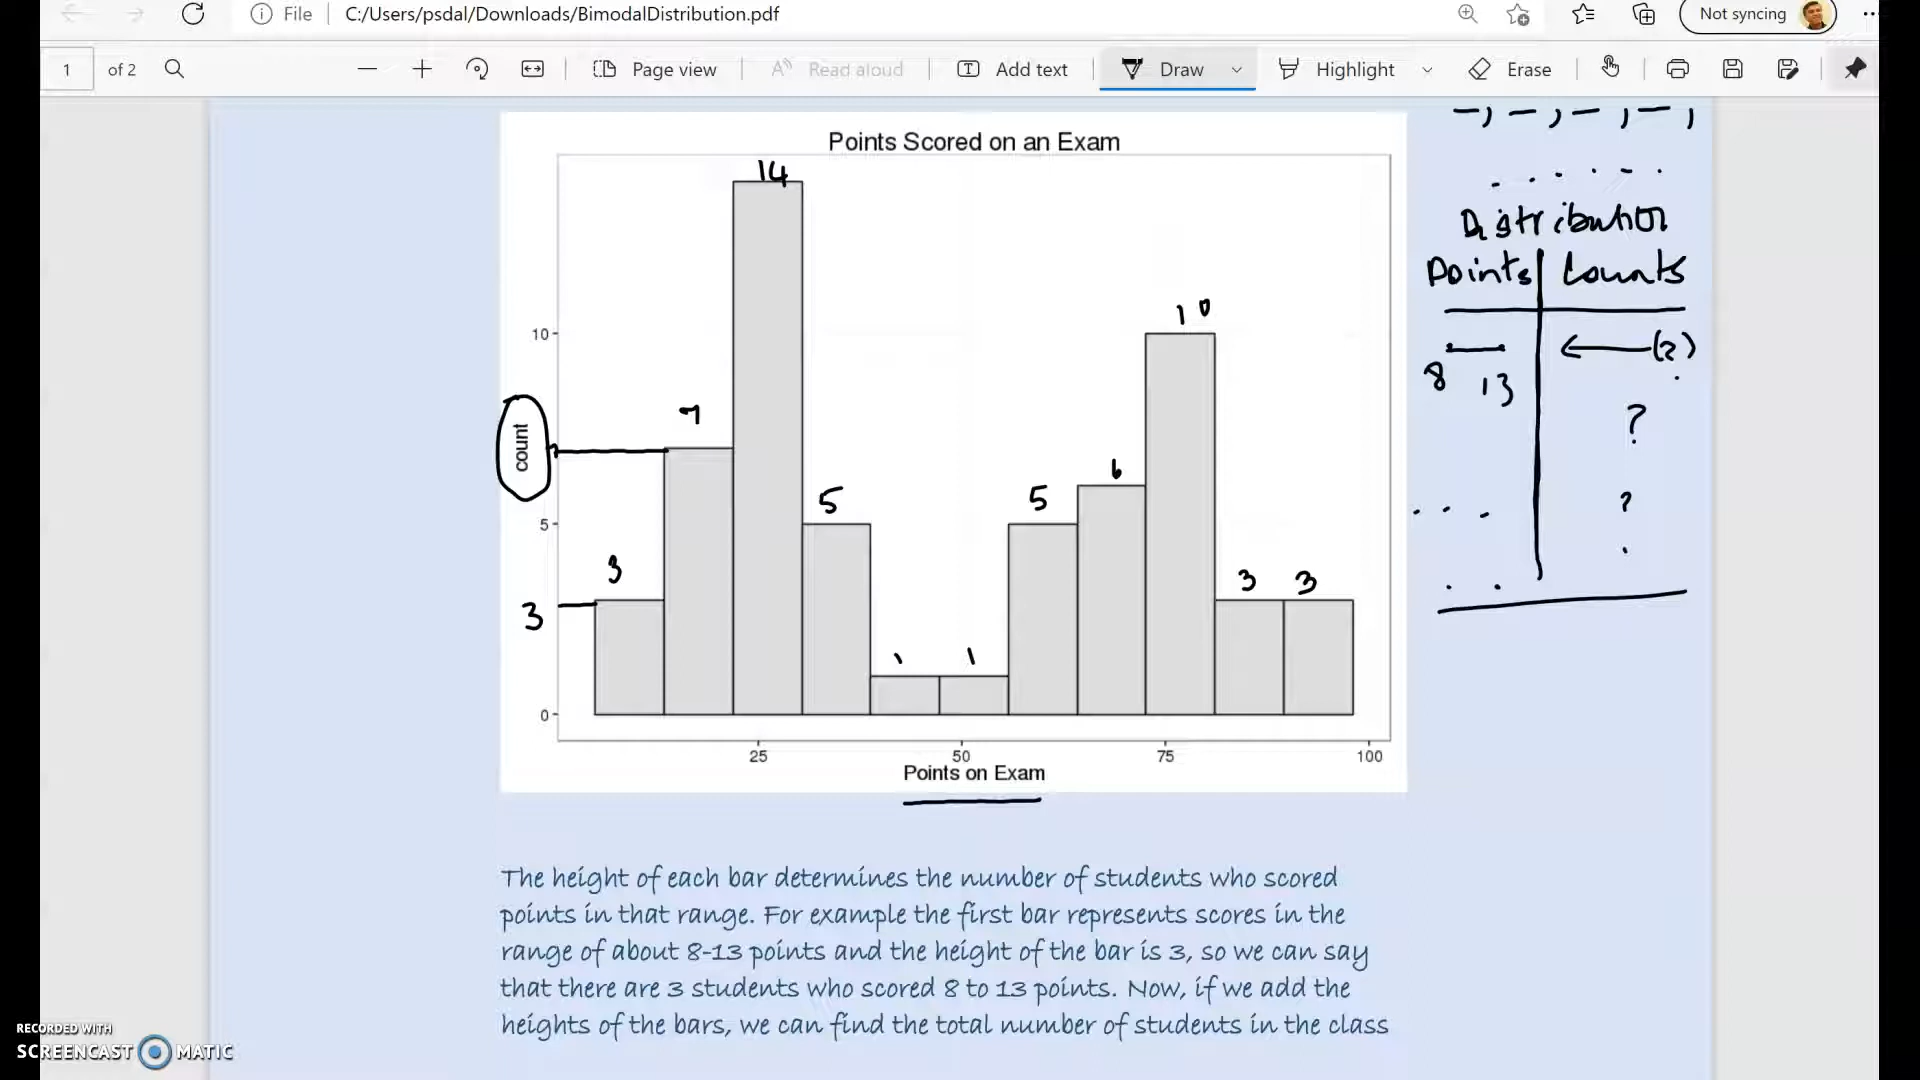 File C:/Users/psdal/Downloads/BimodalDistribution.pdf Not syncing
1 of 2 Page view Read aloud Add text Draw Highlight Erase
Points Scored on an Exam
14
10
10
7
count
5
5
5
6
3
3
3
3
1
1
0
25 50 75 100
Points on Exam
Distribution
Points Counts
8 13
(?)
?
?
The height of each bar determines the number of students who scored
points in that range. For example the first bar represents scores in the
range of about 8-13 points and the height of the bar is 3, so we can say
that there are 3 students who scored 8 to 13 points. Now, if we add the
heights of the bars, we can find the total number of students in the class
RECORDED WITH
SCREENCAST MATIC